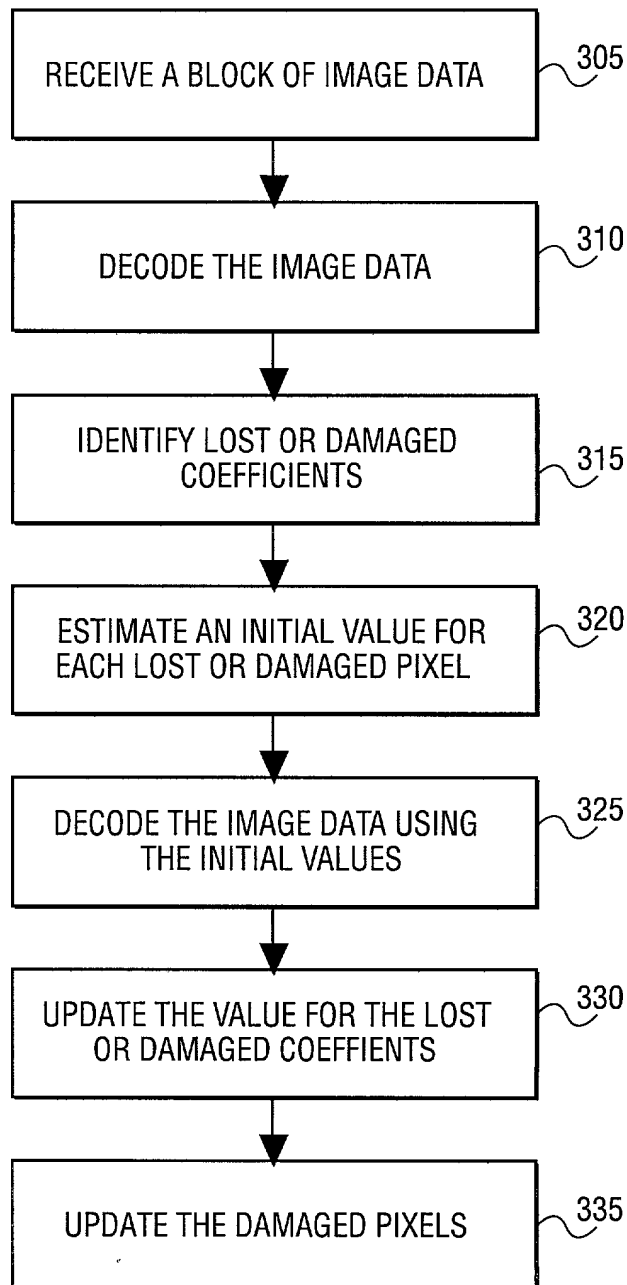 RECEIVE A BLOCK OF IMAGE DATA
305
DECODE THE IMAGE DATA
310
IDENTIFY LOST OR DAMAGED
COEFFICIENTS
315
ESTIMATE AN INITIAL VALUE FOR
EACH LOST OR DAMAGED PIXEL
320
DECODE THE IMAGE DATA USING
THE INITIAL VALUES
325
UPDATE THE VALUE FOR THE LOST
OR DAMAGED COEFFIENTS
330
UPDATE THE DAMAGED PIXELS
335